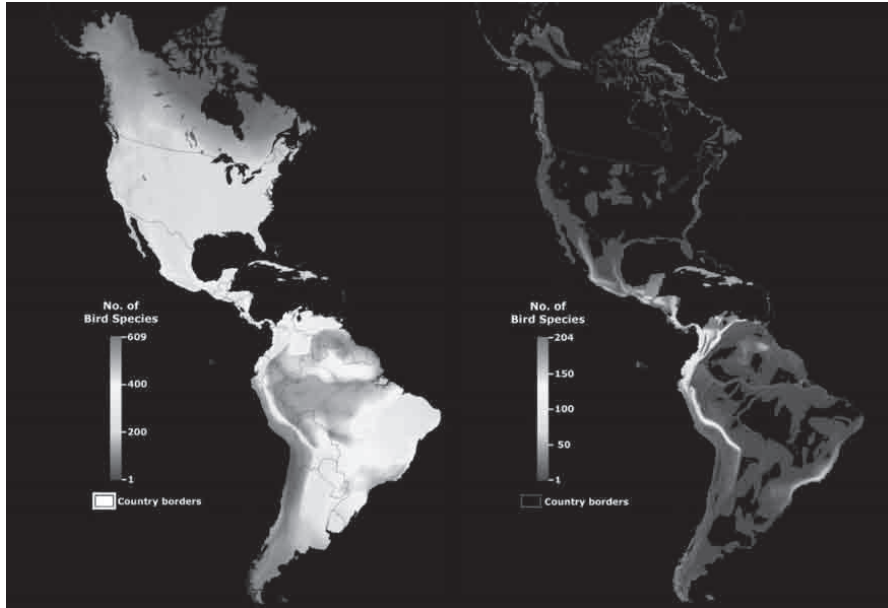 No. of
Bird Species
609
400
200
1
Country borders
No. of
Bird Species
204
150
100
50
1
Country borders